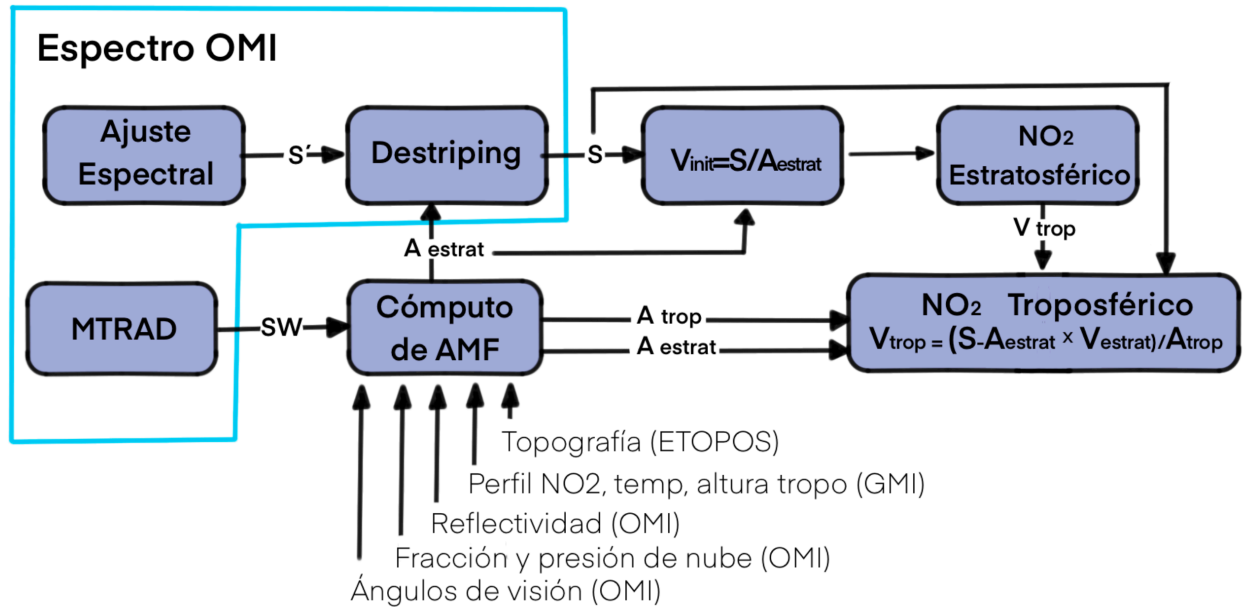 Espectro OMI
Ajuste
Espectral
S′
Destriping
S
Vinit=S/Aestrat
NO2
Estratosférico
A estrat
V trop
MTRAD
SW
Cómputo
de AMF
A trop
A estrat
NO2 Troposférico
Vtrop = (S-Aestrat x Vestrat)/Atrop
Topografía (ETOPOS)
Perfil NO2, temp, altura tropo (GMI)
Reflectividad (OMI)
Fracción y presión de nube (OMI)
Ángulos de visión (OMI)